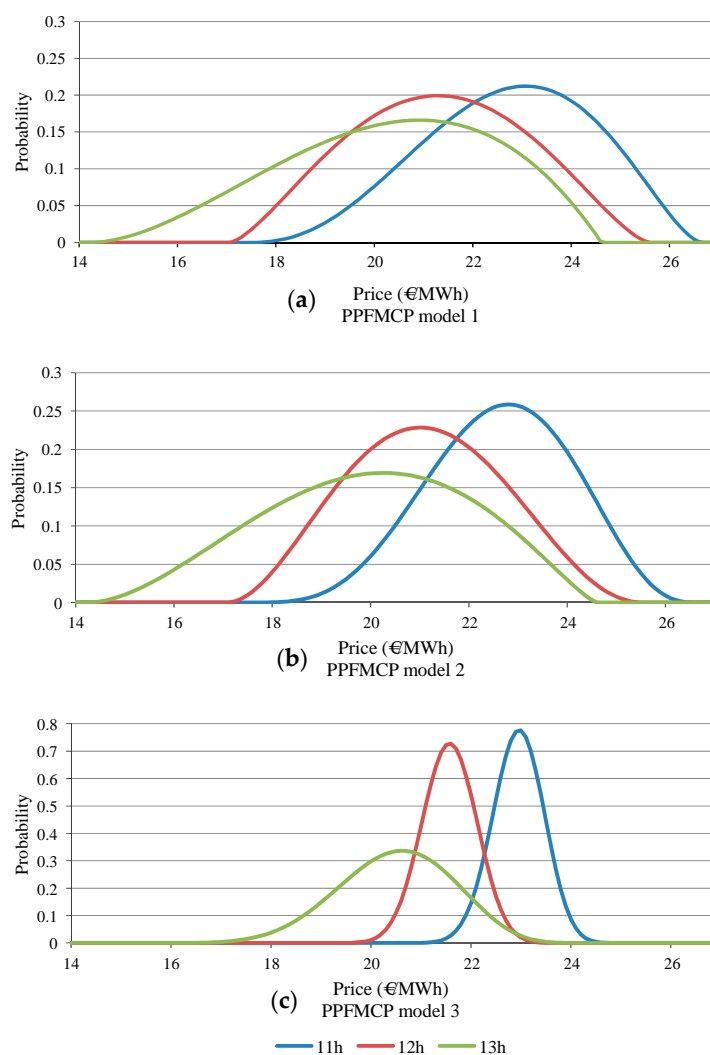 0.3
0.25
0.2
0.15
0.1
0.05
0
Probability
14 16 18 20 22 24 26
(a) Price (€/MWh)
PPFMCP model 1
0.3
0.25
0.2
0.15
0.1
0.05
0
Probability
14 16 18 20 22 24 26
(b) Price (€/MWh)
PPFMCP model 2
0.8
0.7
0.6
0.5
0.4
0.3
0.2
0.1
0
Probability
14 16 18 20 22 24 26
(c) Price (€/MWh)
PPFMCP model 3
11h 12h 13h